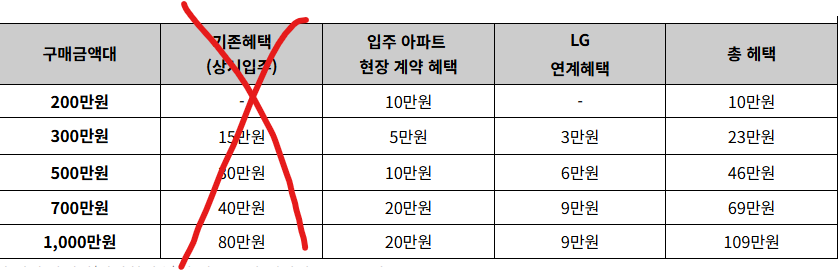 구매금액대 기존혜택 (상시입주) 입주 아파트 현장 계약 혜택 LG 연계혜택 총 혜택
200만원 - 10만원 - 10만원
300만원 15만원 5만원 3만원 23만원
500만원 30만원 10만원 6만원 46만원
700만원 40만원 20만원 9만원 69만원
1,000만원 80만원 20만원 9만원 109만원